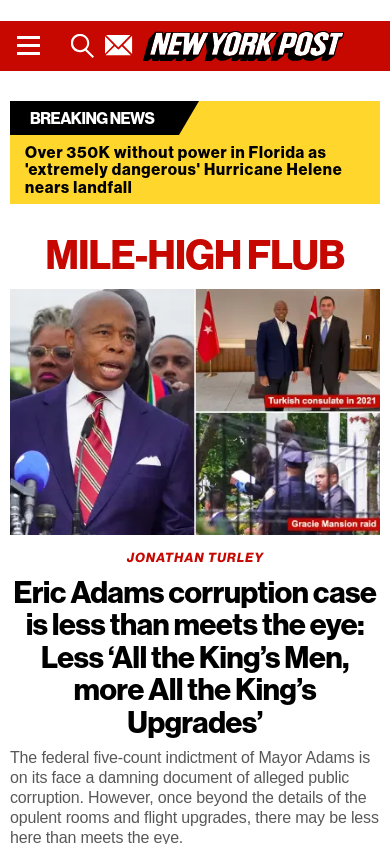 NEW YORK POST
BREAKING NEWS
Over 350K without power in Florida as
'extremely dangerous' Hurricane Helene
nears landfall
MILE-HIGH FLUB
Turkish consulate in 2021
Gracie Mansion raid
JONATHAN TURLEY
Eric Adams corruption case
is less than meets the eye:
Less ‘All the King’s Men,
more All the King’s
Upgrades’
The federal five-count indictment of Mayor Adams is
on its face a damning document of alleged public
corruption. However, once beyond the details of the
opulent rooms and flight upgrades, there may be less
here than meets the eye.